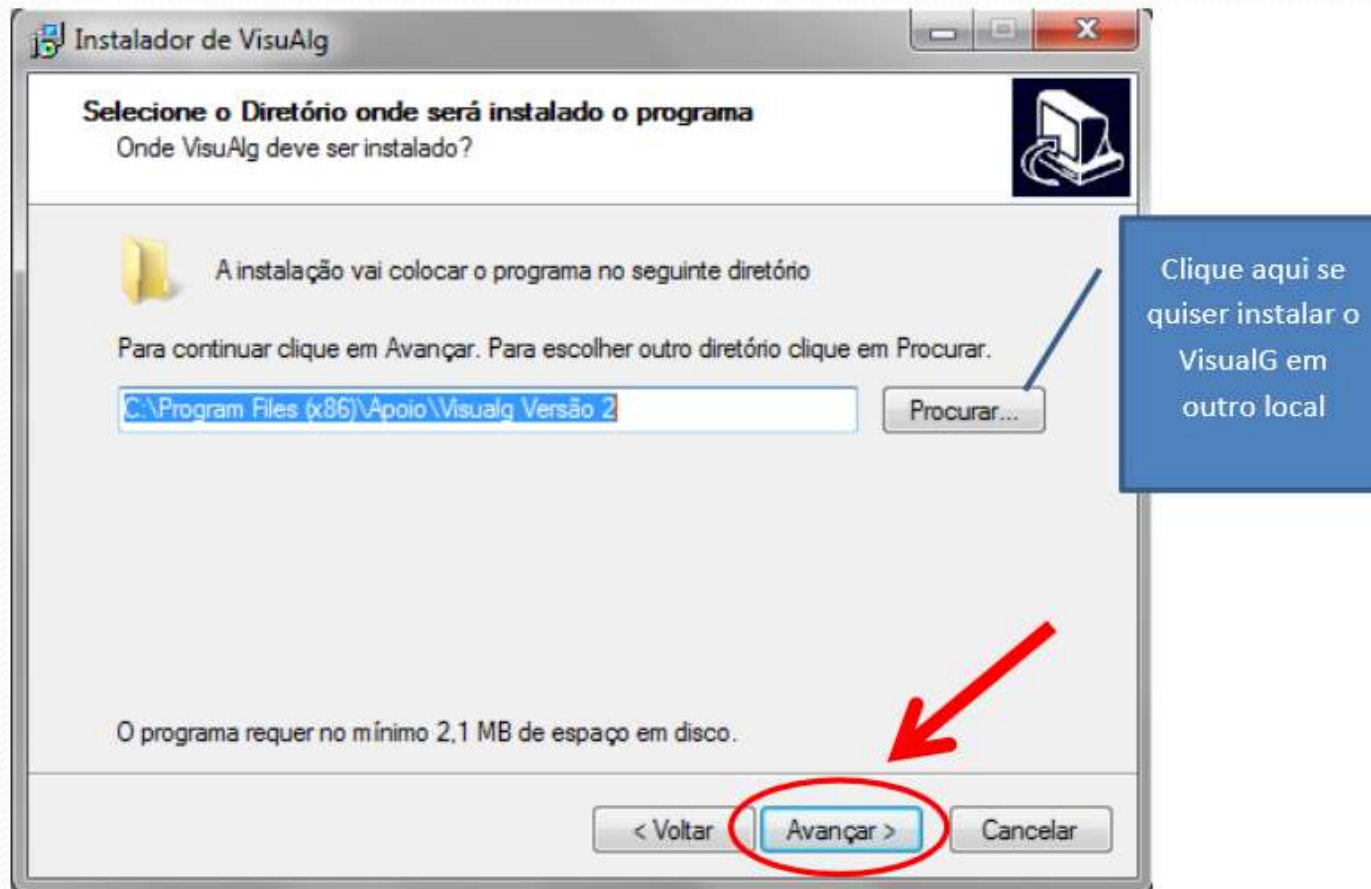 Instalador de VisuAlg
Selecione o Diretório onde será instalado o programa
Onde VisuAlg deve ser instalado?
A instalação vai colocar o programa no seguinte diretório
Para continuar clique em Avançar. Para escolher outro diretório clique em Procurar.
C:\Program Files (x86)\Apoio\Visualg Versão 2
Procurar...
Clique aqui se
quiser instalar o
VisualG em
outro local
O programa requer no mínimo 2,1 MB de espaço em disco.
< Voltar
Avançar >
Cancelar